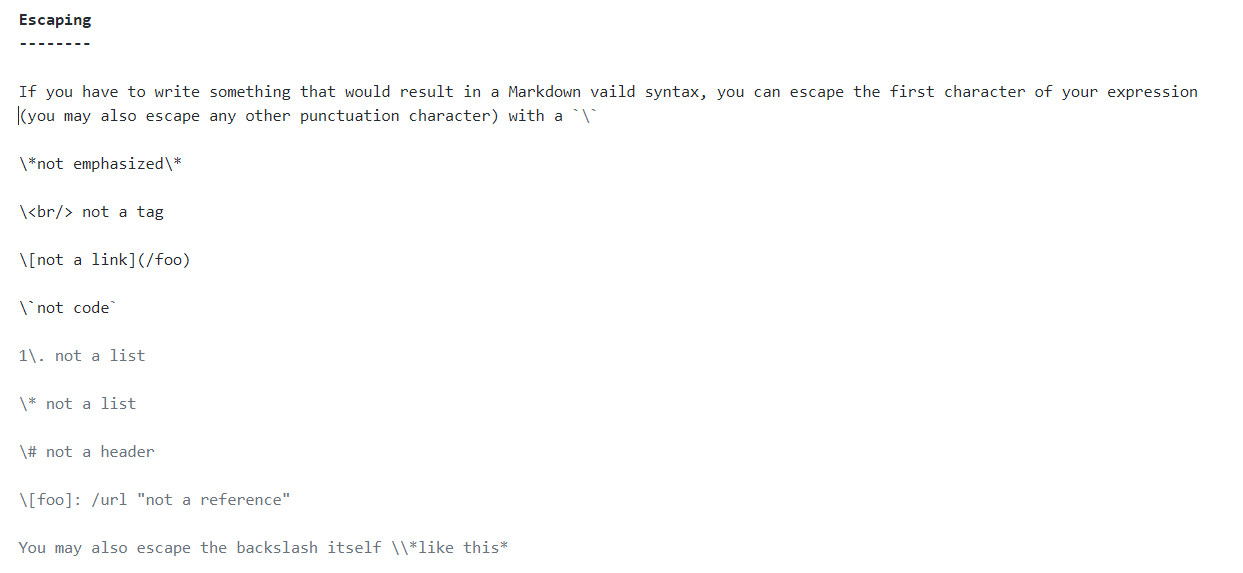 Escaping
--------
If you have to write something that would result in a Markdown vaild syntax, you can escape the first character of your expression
(you may also escape any other punctuation character) with a `\`
\*not emphasized\*
\<br/> not a tag
\[not a link](/foo)
\`not code`
1\. not a list
\* not a list
\# not a header
\[foo]: /url "not a reference"
You may also escape the backslash itself \\*like this*